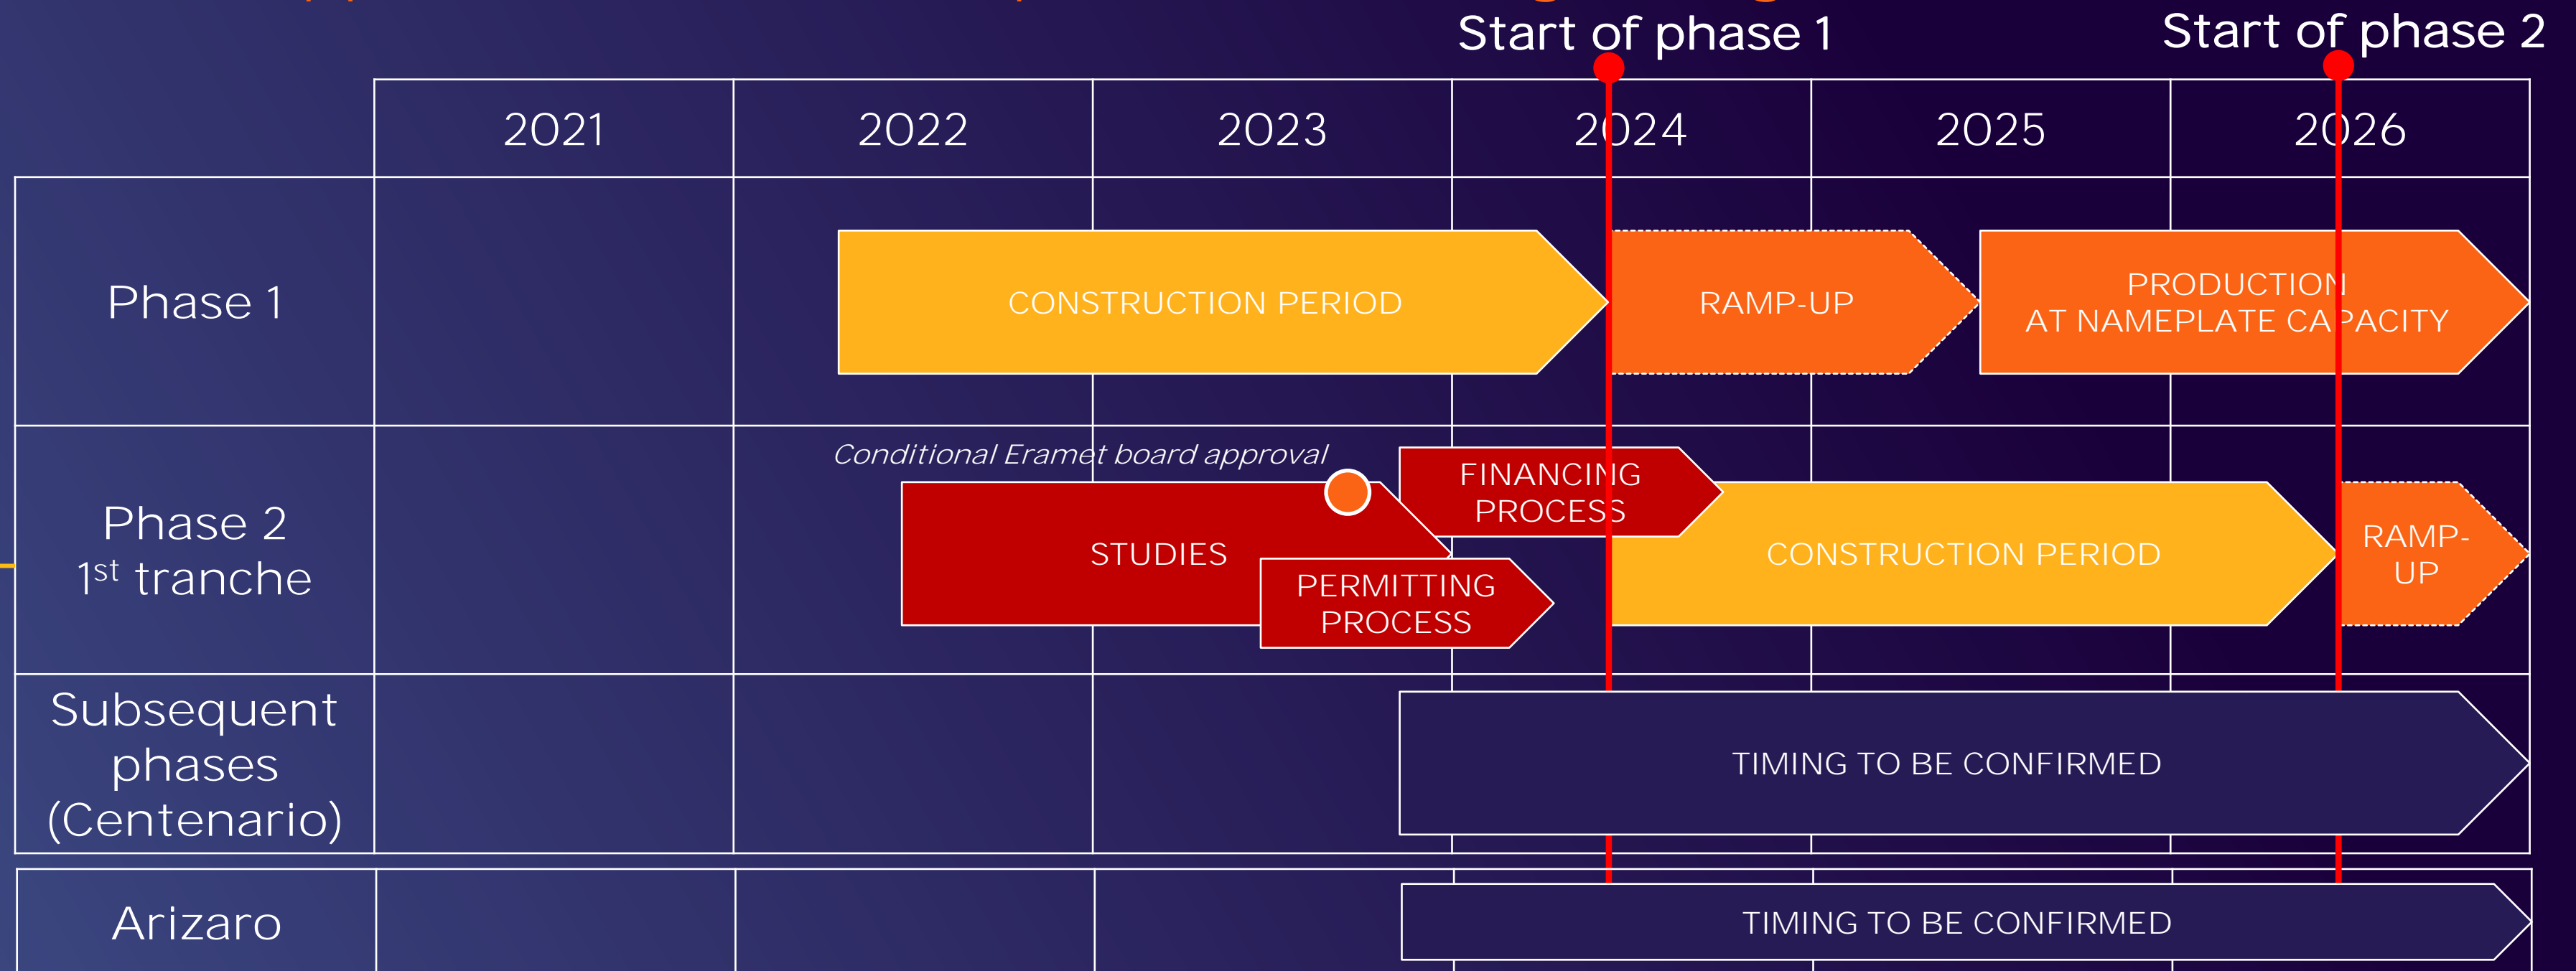 Start of phase 1
Start of phase 2
2021
2022
2023
2024
2025
2026
Phase 1
CONSTRUCTION PERIOD
RAMP-UP
PRODUCTION
AT NAMEPLATE CAPACITY
Phase 2
1st tranche
Conditional Eramet board approval
STUDIES
FINANCING
PROCESS
PERMITTING
PROCESS
CONSTRUCTION PERIOD
RAMP-
UP
Subsequent
phases
(Centenario)
TIMING TO BE CONFIRMED
Arizaro
TIMING TO BE CONFIRMED